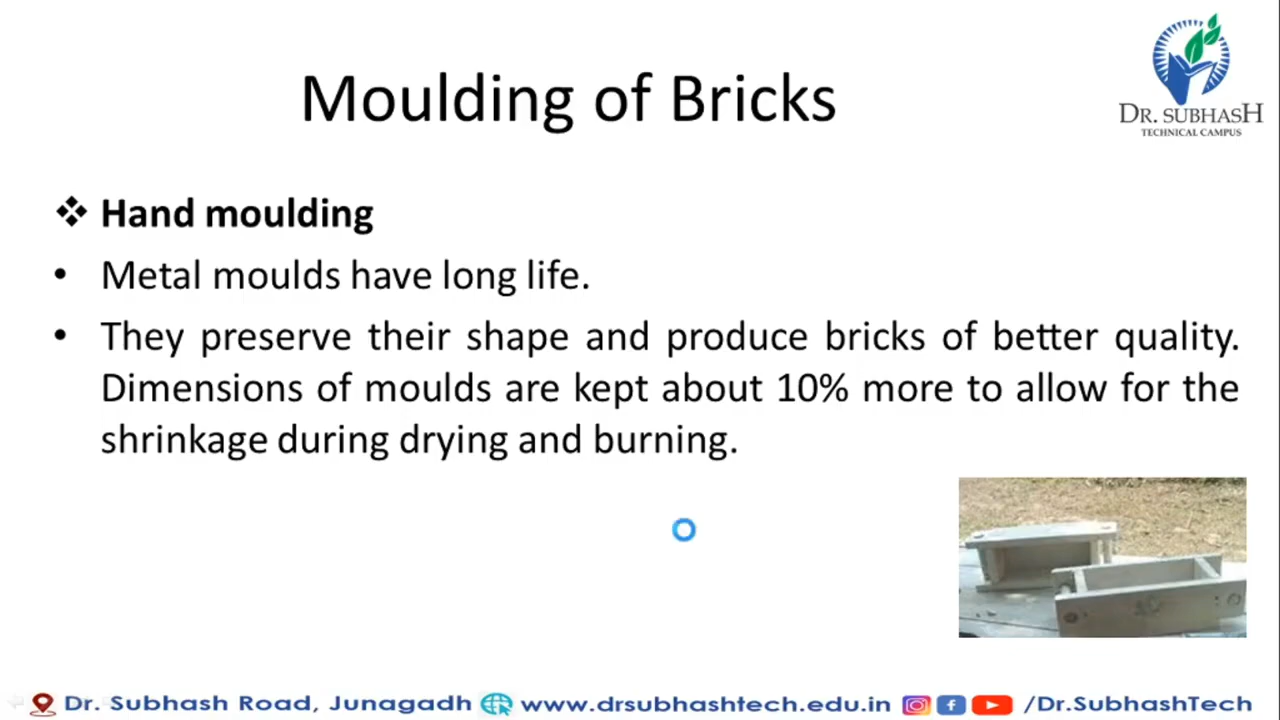 Moulding of Bricks
DR. SUBHASH
TECHNICAL CAMPUS
❖ Hand moulding
• Metal moulds have long life.
• They preserve their shape and produce bricks of better quality.
Dimensions of moulds are kept about 10% more to allow for the
shrinkage during drying and burning.
Dr. Subhash Road, Junagadh www.drsubhashtech.edu.in /Dr.SubhashTech